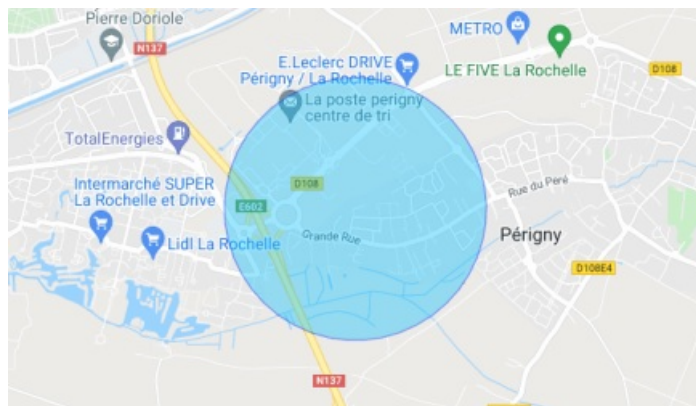 Pierre Doriole
N137
METRO
E.Leclerc DRIVE
Périgny / La Rochelle
LE FIVE La Rochelle
D108
La poste perigny
centre de tri
TotalEnergies
Intermarché SUPER
La Rochelle et Drive
D108
Rue du Péré
E602
Lidl La Rochelle
Grande Rue
Périgny
D108E4
N137